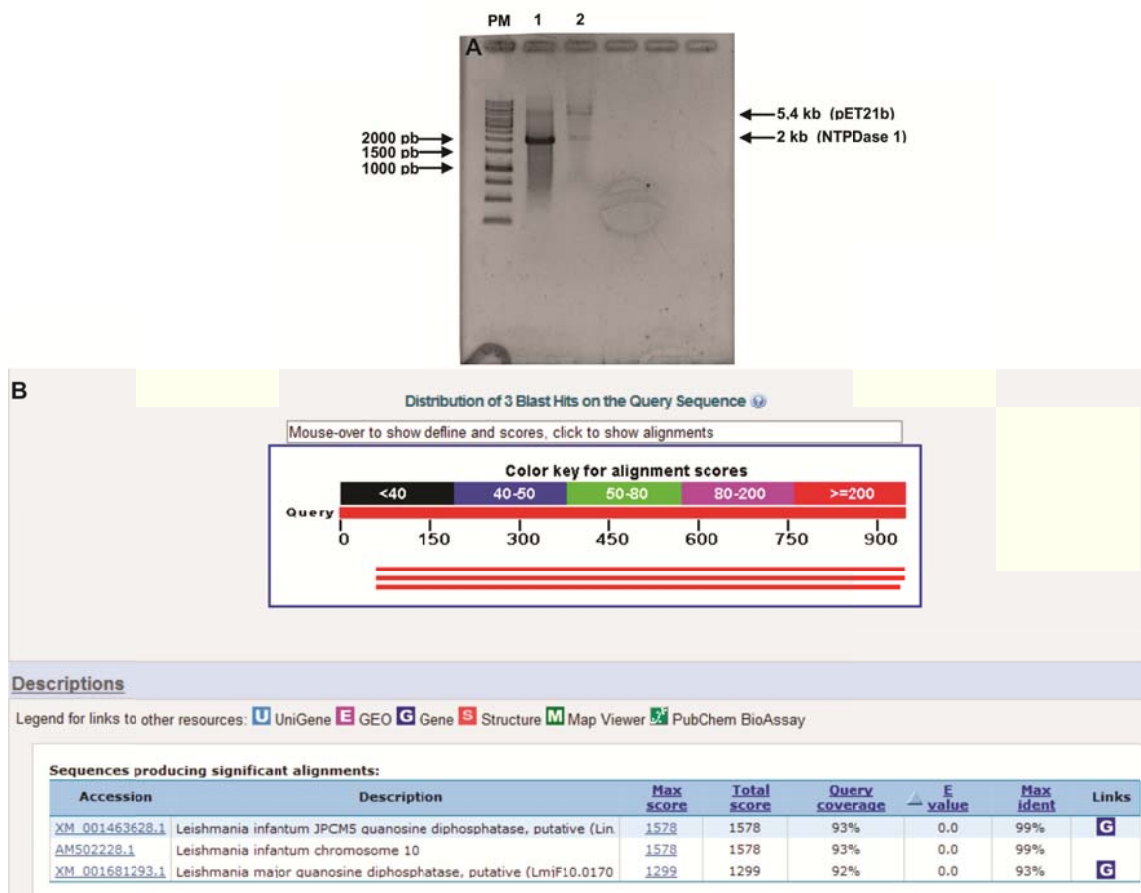 PM 1 2
A
2000 pb
1500 pb
1000 pb
5,4 kb (pET21b)
2 kb (NTPDase 1)
B
Distribution of 3 Blast Hits on the Query Sequence
Mouse-over to show defline and scores, click to show alignments
Color key for alignment scores
<40 40-50 50-80 80-200 >=200
Query
0 150 300 450 600 750 900
Descriptions
Legend for links to other resources: U UniGene E GEO G Gene S Structure M Map Viewer PubChem BioAssay
Sequences producing significant alignments:
Accession Description Max score Total score Query coverage E value Max ident Links
XM_001463628.1 Leishmania infantum JPCM5 guanosine diphosphatase, putative (Lin 1578 1578 93% 0.0 99% G
AM502228.1 Leishmania infantum chromosome 10 1578 1578 93% 0.0 99%
XM_001681293.1 Leishmania major guanosine diphosphatase, putative (LmjF10.0170 1299 1299 92% 0.0 93% G